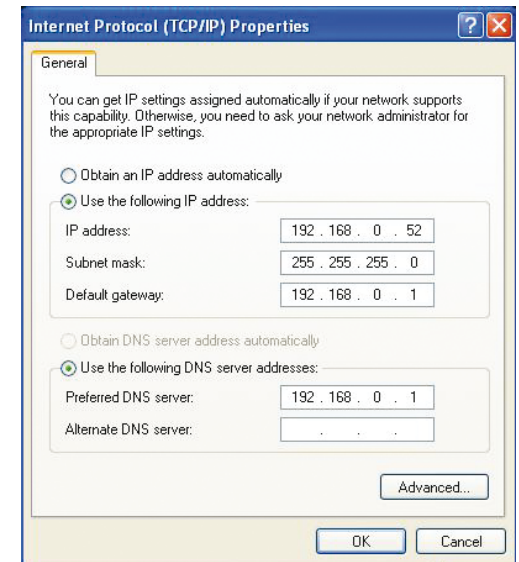 Internet Protocol (TCP/IP) Properties
General
You can get IP settings assigned automatically if your network supports
this capability. Otherwise, you need to ask your network administrator for
the appropriate IP settings.
Obtain an IP address automatically
Use the following IP address:
IP address: 192 . 168 . 0 . 52
Subnet mask: 255 . 255 . 255 . 0
Default gateway: 192 . 168 . 0 . 1
Obtain DNS server address automatically
Use the following DNS server addresses:
Preferred DNS server: 192 . 168 . 0 . 1
Alternate DNS server: . . .
Advanced...
OK Cancel